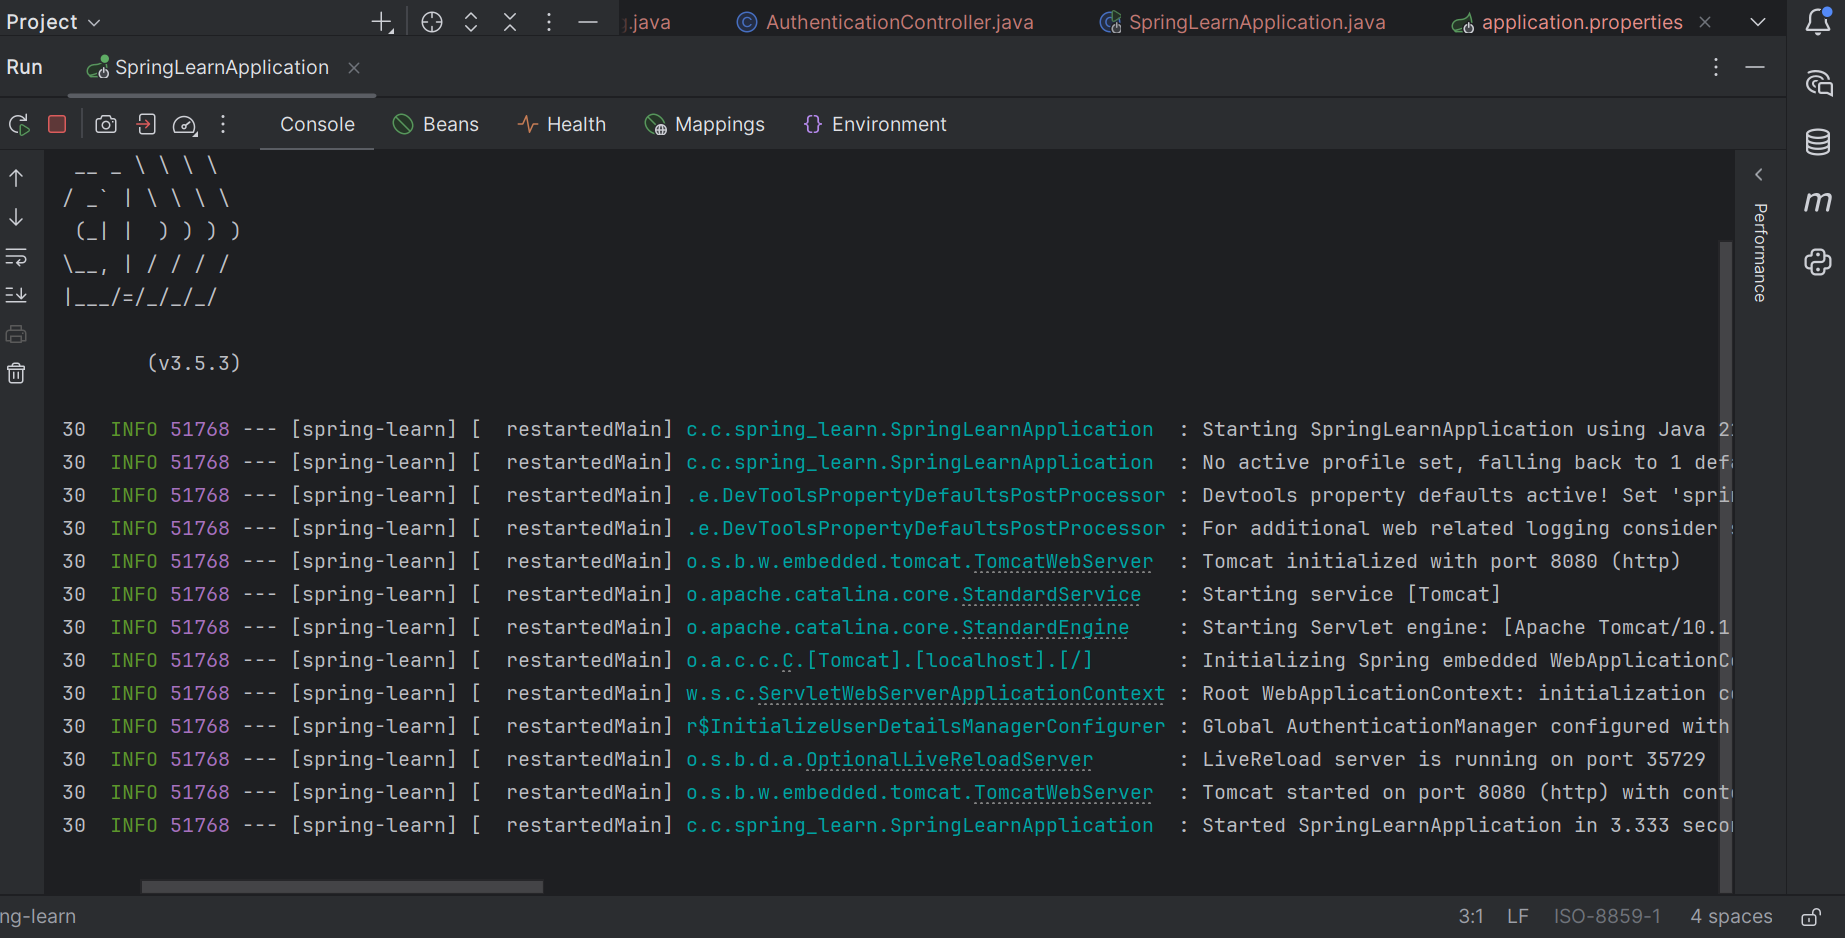 Project
.java
AuthenticationController.java
SpringLearnApplication.java
application.properties
Run
SpringLearnApplication
Console
Beans
Health
Mappings
Environment
__ _ \ \ \ \
/ _` | \ \ \ \
(_| |  ) ) ) )
\__, | / / / /
|___/=/_/_/_/
(v3.5.3)
30  INFO 51768 --- [spring-learn] [  restartedMain] c.c.spring_learn.SpringLearnApplication  : Starting SpringLearnApplication using Java
30  INFO 51768 --- [spring-learn] [  restartedMain] c.c.spring_learn.SpringLearnApplication  : No active profile set, falling back to 1 def
30  INFO 51768 --- [spring-learn] [  restartedMain] .e.DevToolsPropertyDefaultsPostProcessor : Devtools property defaults active! Set 'spri
30  INFO 51768 --- [spring-learn] [  restartedMain] .e.DevToolsPropertyDefaultsPostProcessor : For additional web related logging consider
30  INFO 51768 --- [spring-learn] [  restartedMain] o.s.b.w.embedded.tomcat.TomcatWebServer  : Tomcat initialized with port 8080 (http)
30  INFO 51768 --- [spring-learn] [  restartedMain] o.apache.catalina.core.StandardService   : Starting service [Tomcat]
30  INFO 51768 --- [spring-learn] [  restartedMain] o.apache.catalina.core.StandardEngine    : Starting Servlet engine: [Apache Tomcat/10.1
30  INFO 51768 --- [spring-learn] [  restartedMain] o.a.c.c.C.[Tomcat].[localhost].[/]       : Initializing Spring embedded WebApplicationC
30  INFO 51768 --- [spring-learn] [  restartedMain] w.s.c.ServletWebServerApplicationContext : Root WebApplicationContext: initialization c
30  INFO 51768 --- [spring-learn] [  restartedMain] r$InitializeUserDetailsManagerConfigurer : Global AuthenticationManager configured with
30  INFO 51768 --- [spring-learn] [  restartedMain] o.s.b.d.a.OptionalLiveReloadServer       : LiveReload server is running on port 35729
30  INFO 51768 --- [spring-learn] [  restartedMain] o.s.b.w.embedded.tomcat.TomcatWebServer  : Tomcat started on port 8080 (http) with cont
30  INFO 51768 --- [spring-learn] [  restartedMain] c.c.spring_learn.SpringLearnApplication  : Started SpringLearnApplication in 3.333 seco
Performance
m
ng-learn
3:1
LF
ISO-8859-1
4 spaces